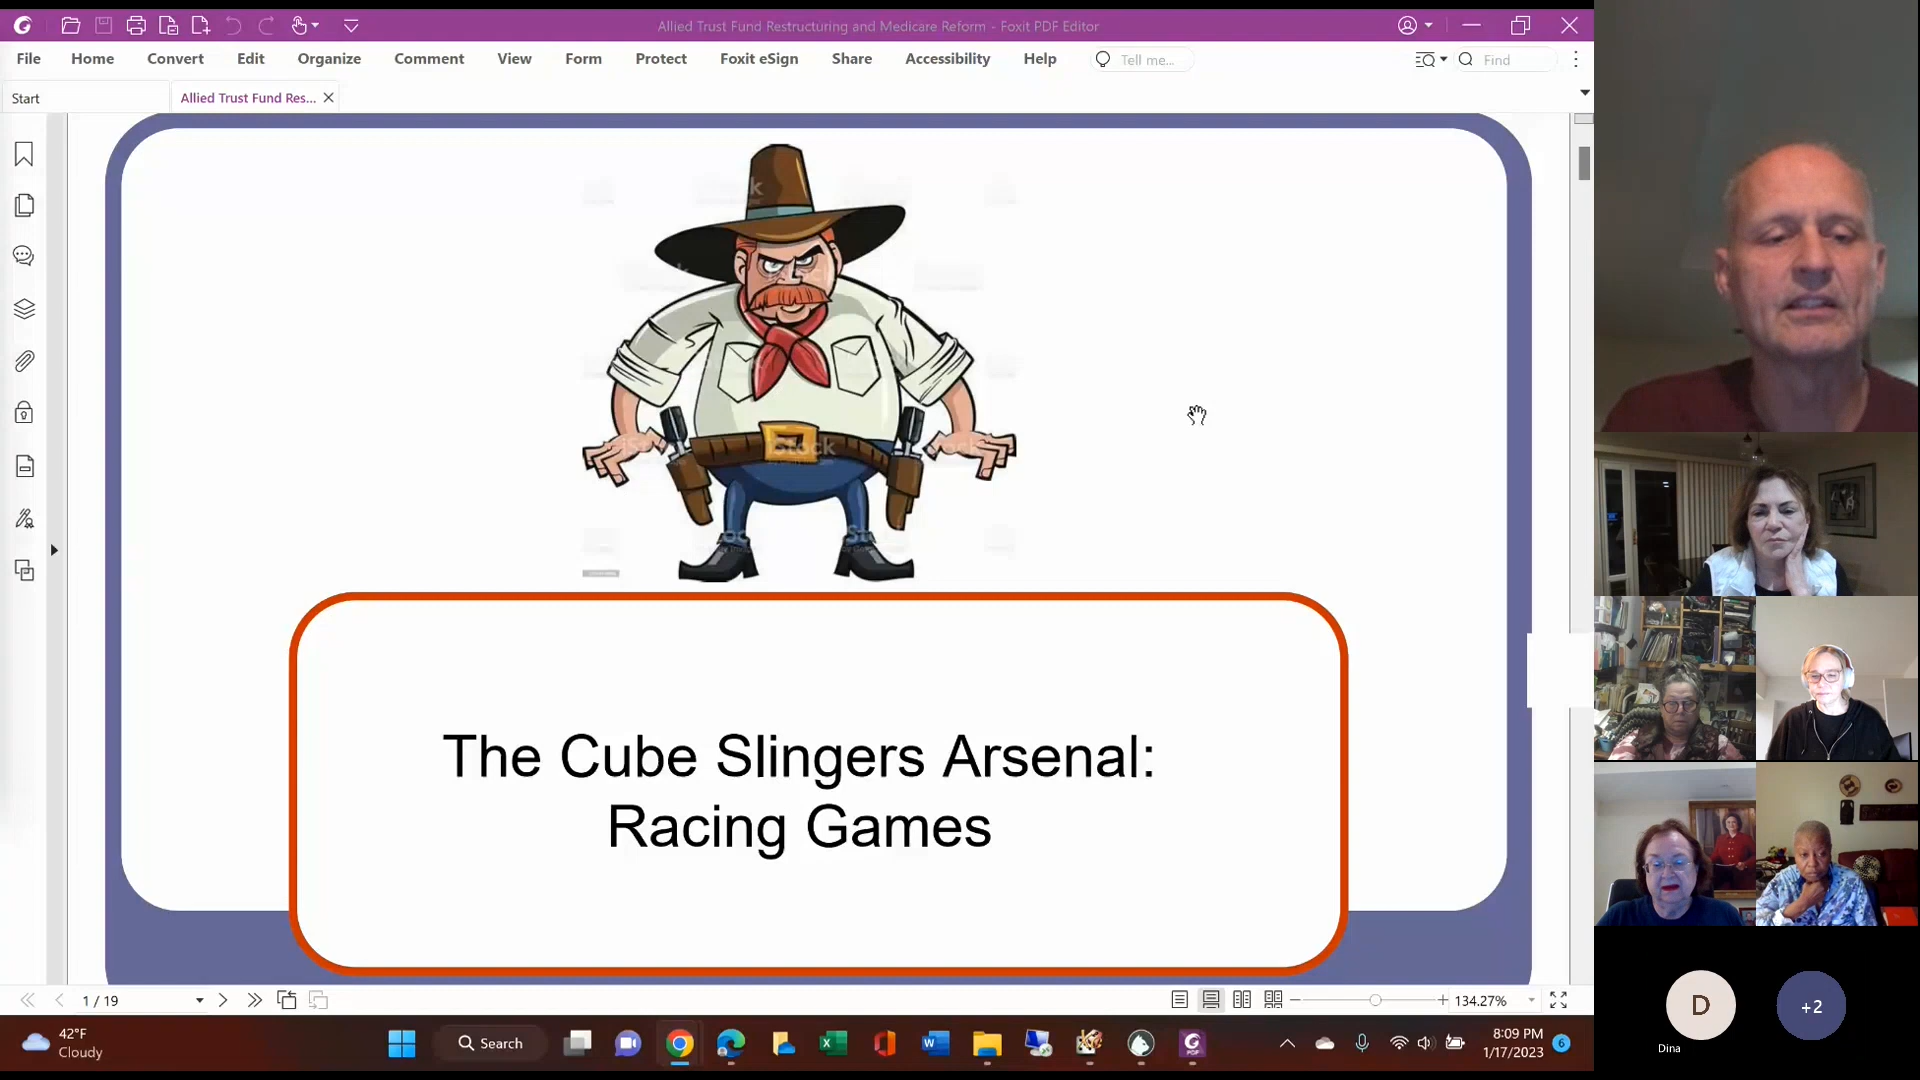 Allied Trust Fund Restructuring and Medicare Reform - Foxit PDF Editor
File Home Convert Edit Organize Comment View Form Protect Foxit eSign Share Accessibility Help Tell me... Find
Start Allied Trust Fund Res...
iStock
The Cube Slingers Arsenal:
Racing Games
1 / 19
134.27%
D
+2
Dina
42°F
Cloudy
Search
8:09 PM
1/17/2023
6